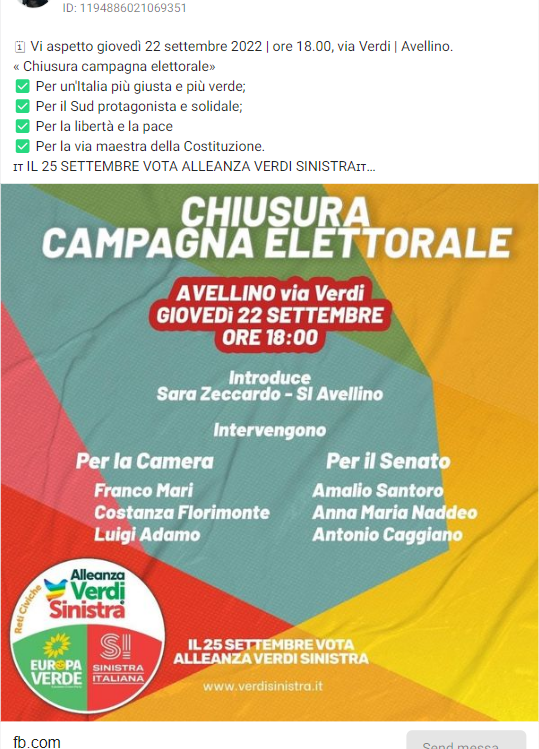 ID: 1194886021069351
🗓 Vi aspetto giovedì 22 settembre 2022 | ore 18.00, via Verdi | Avellino.
« Chiusura campagna elettorale»
✅ Per un'Italia più giusta e più verde;
✅ Per il Sud protagonista e solidale;
✅ Per la libertà e la pace
✅ Per la via maestra della Costituzione.
🇮🇹 IL 25 SETTEMBRE VOTA ALLEANZA VERDI SINISTRA🇮🇹...
CHIUSURA
CAMPAGNA ELETTORALE
AVELLINO via Verdi
GIOVEDì 22 SETTEMBRE
ORE 18:00
Introduce
Sara Zeccardo - SI Avellino
Intervengono
Per la Camera
Franco Mari
Costanza Florimonte
Luigi Adamo
Per il Senato
Amalio Santoro
Anna Maria Naddeo
Antonio Caggiano
Reti Civiche
Alleanza
Verdi
Sinistra
EUROPA
VERDE
SI
SINISTRA
ITALIANA
IL 25 SETTEMBRE VOTA
ALLEANZA VERDI SINISTRA
www.verdisinistra.it
fb.com
Send messa